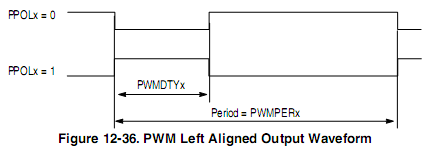 PPOLx = 0
PPOLx = 1
PWMDTYx
Period = PWMPERx
Figure 12-36. PWM Left Aligned Output Waveform